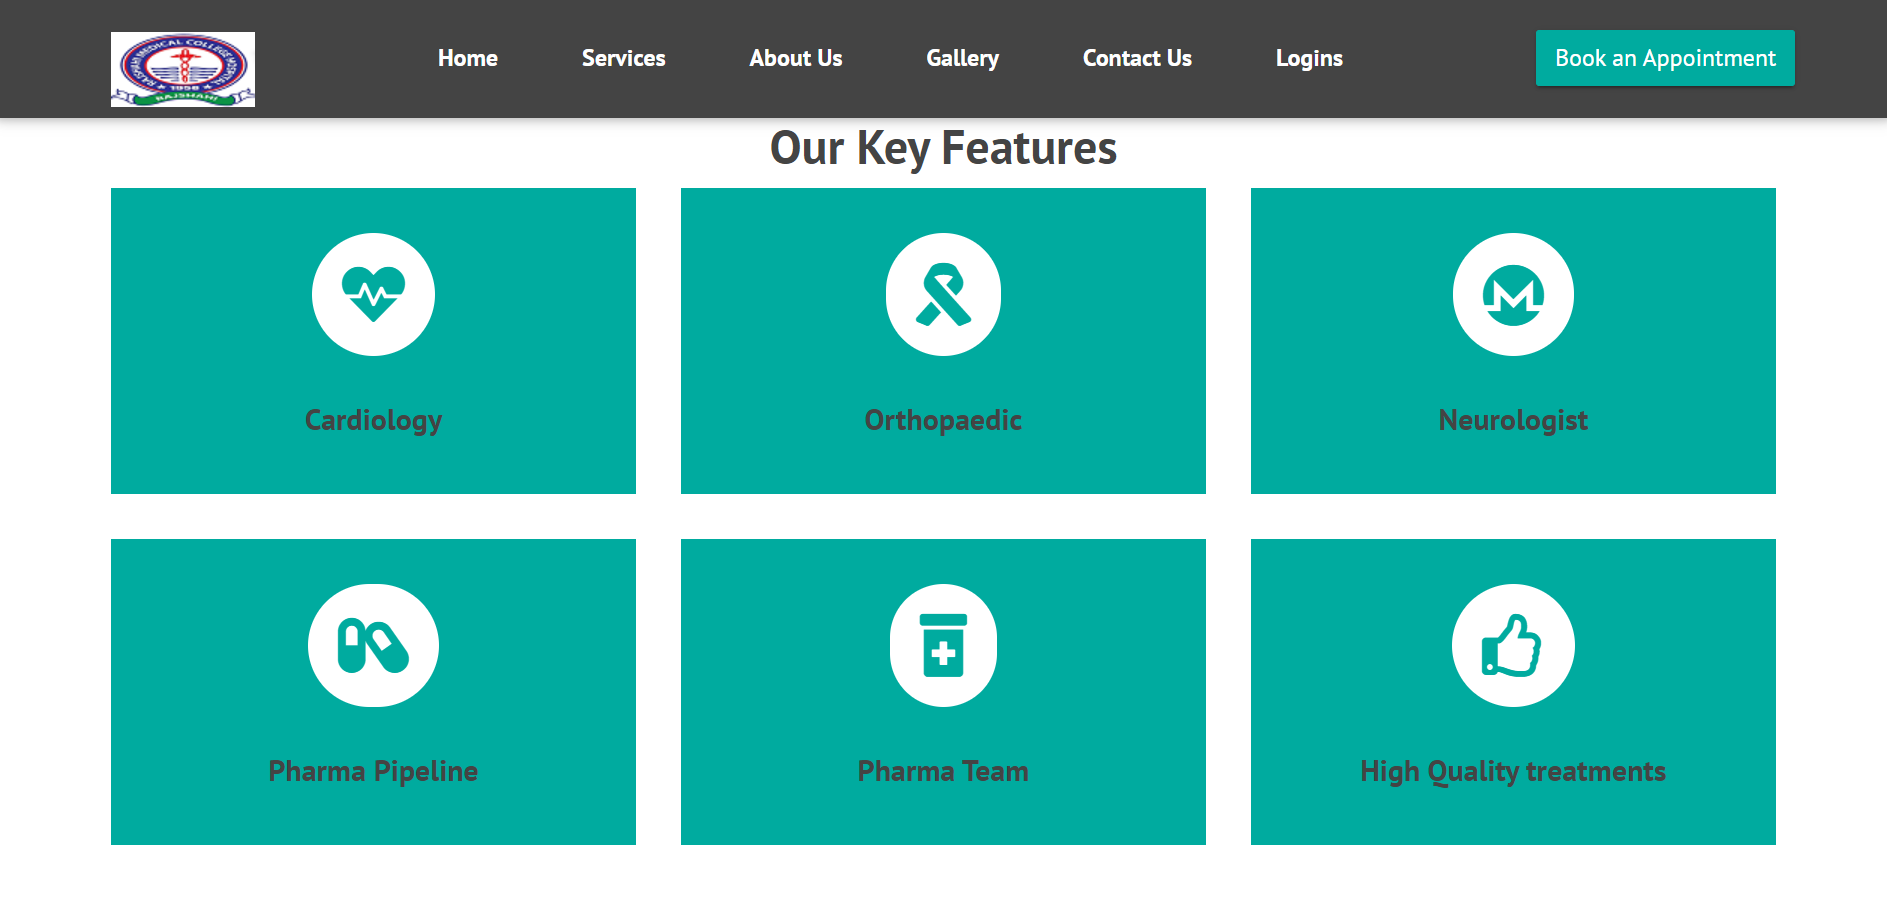 RAJSHAHI MEDICAL COLLEGE HOSPITAL
1958
RAJSHAHI
Home
Services
About Us
Gallery
Contact Us
Logins
Book an Appointment
Our Key Features
Cardiology
Orthopaedic
Neurologist
Pharma Pipeline
Pharma Team
High Quality treatments